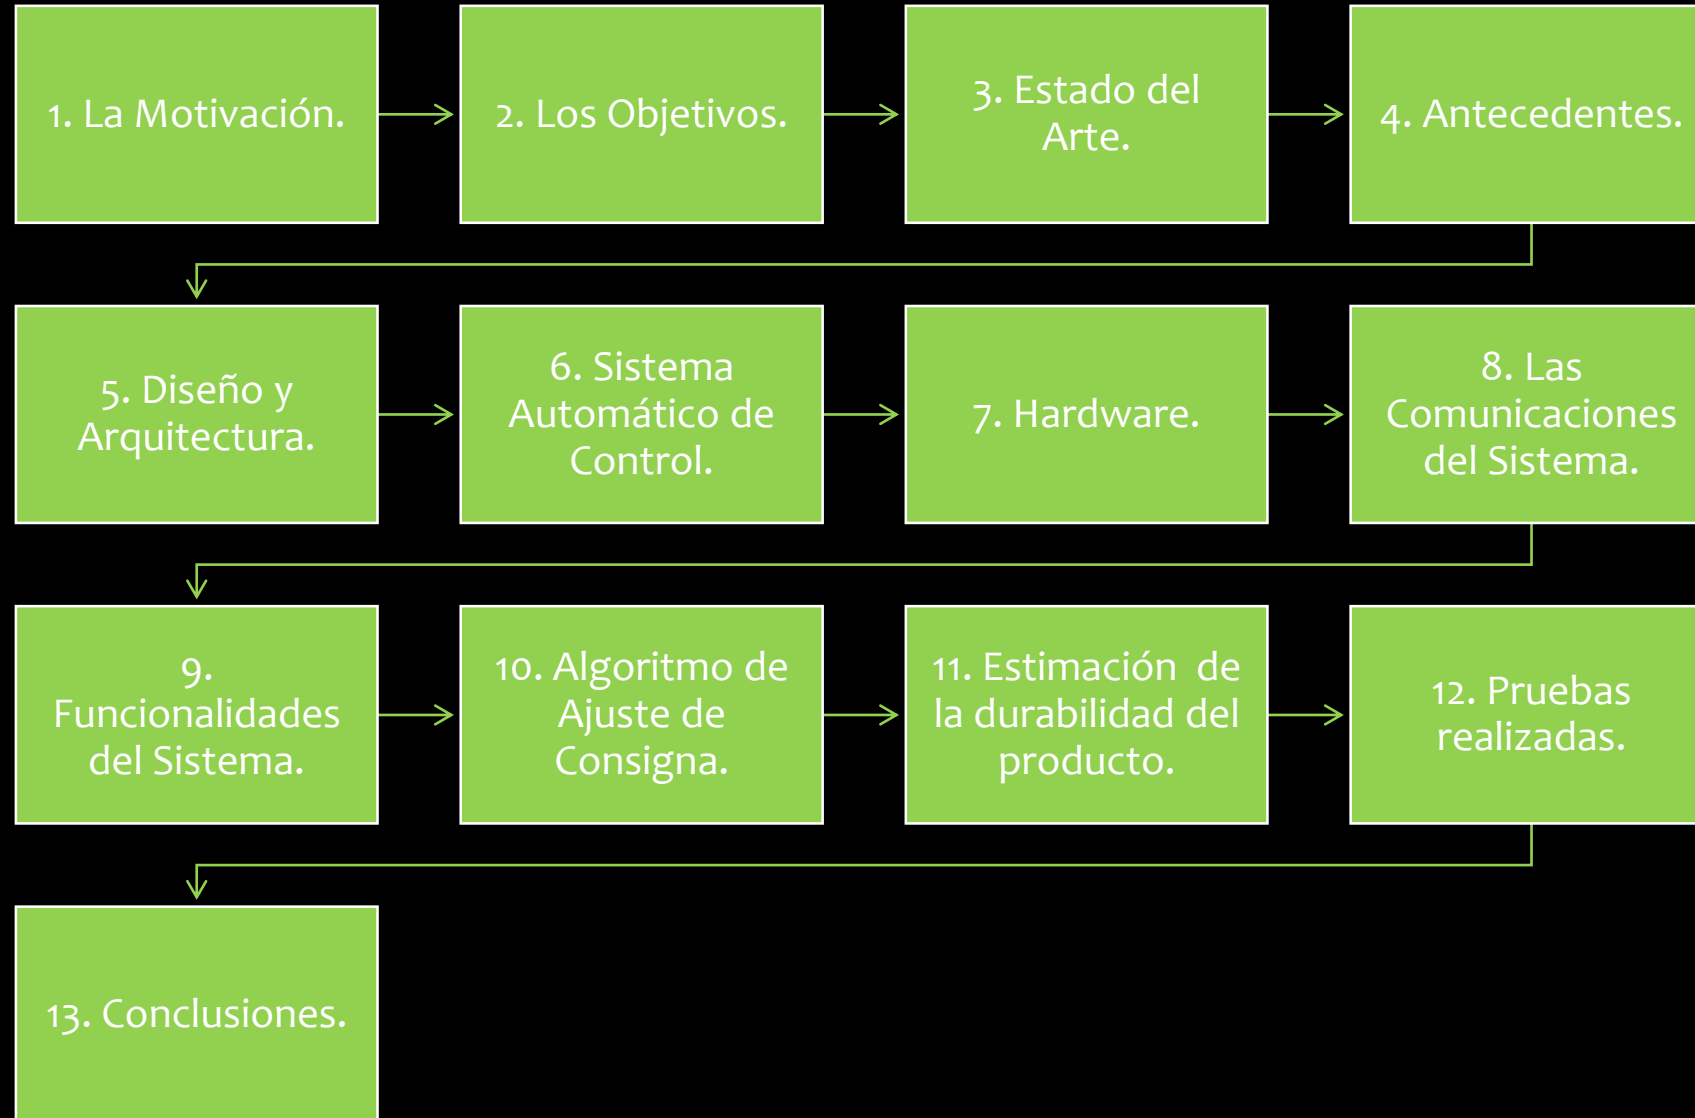 1. La Motivación.
2. Los Objetivos.
3. Estado del
Arte.
4. Antecedentes.
5. Diseño y
Arquitectura.
6. Sistema
Automático de
Control.
7. Hardware.
8. Las
Comunicaciones
del Sistema.
9.
Funcionalidades
del Sistema.
10. Algoritmo de
Ajuste de
Consigna.
11. Estimación  de
la durabilidad del
producto.
12. Pruebas
realizadas.
13. Conclusiones.